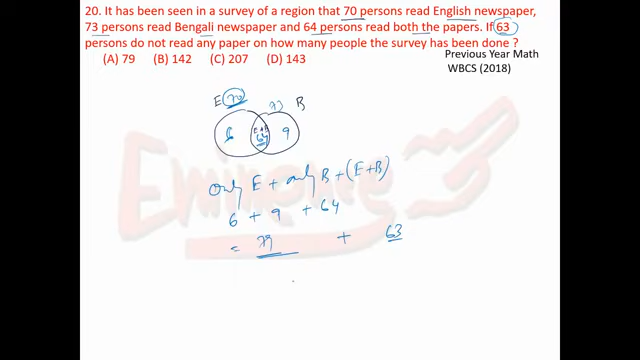 20. It has been seen in a survey of a region that 70 persons read English newspaper,
73 persons read Bengali newspaper and 64 persons read both the papers. If 63
persons do not read any paper on how many people the survey has been done ?
(A) 79 (B) 142 (C) 207 (D) 143
Previous Year Math
WBCS (2018)
E 70 73 B
6 E+B 9
64
Only E + only B + (E+B)
6 + 9 + 64
= 79 + 63
Eminence